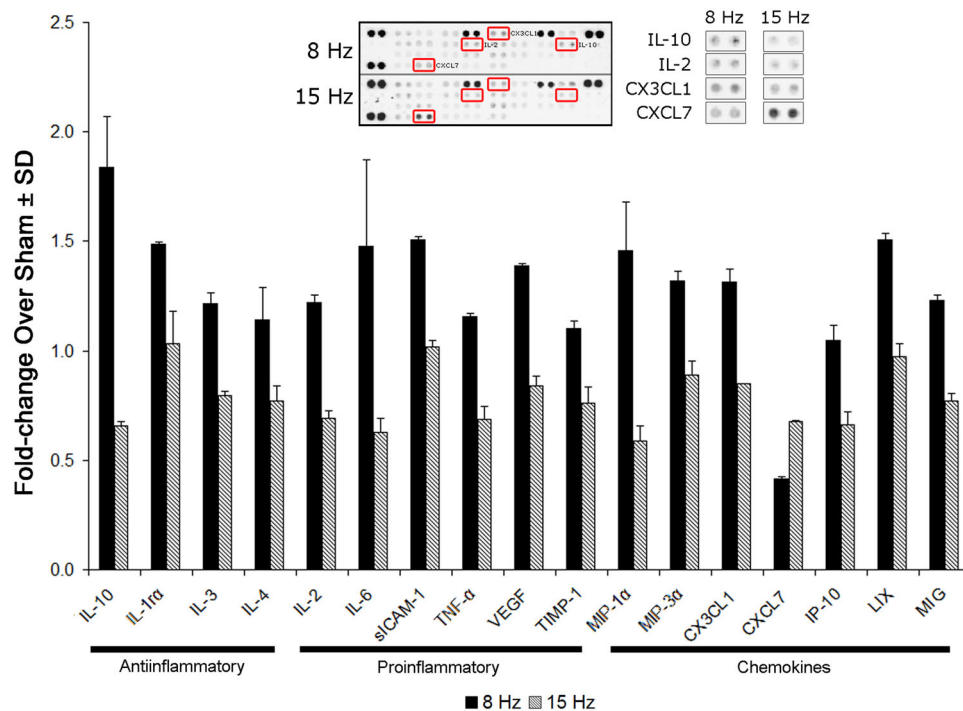 2.5
2.0
1.5
1.0
0.5
0.0
Fold-change Over Sham ± SD
8 Hz
15 Hz
CX3CL1
IL-2
IL-10
CXCL7
8 Hz 15 Hz
IL-10
IL-2
CX3CL1
CXCL7
IL-10 IL-1rα IL-3 IL-4 IL-2 IL-6 sICAM-1 TNF-α VEGF TIMP-1 MIP-1α MIP-3α CX3CL1 CXCL7 IP-10 LIX MIG
Antiinflammatory Proinflammatory Chemokines
8 Hz 15 Hz